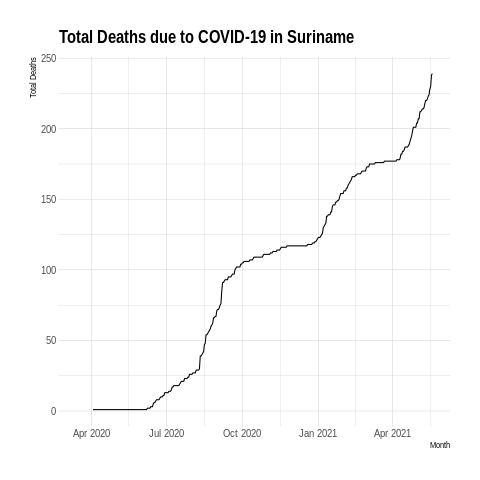 Total Deaths due to COVID-19 in Suriname
Total Deaths
250
200
150
100
50
0
Apr 2020 Jul 2020 Oct 2020 Jan 2021 Apr 2021
Month